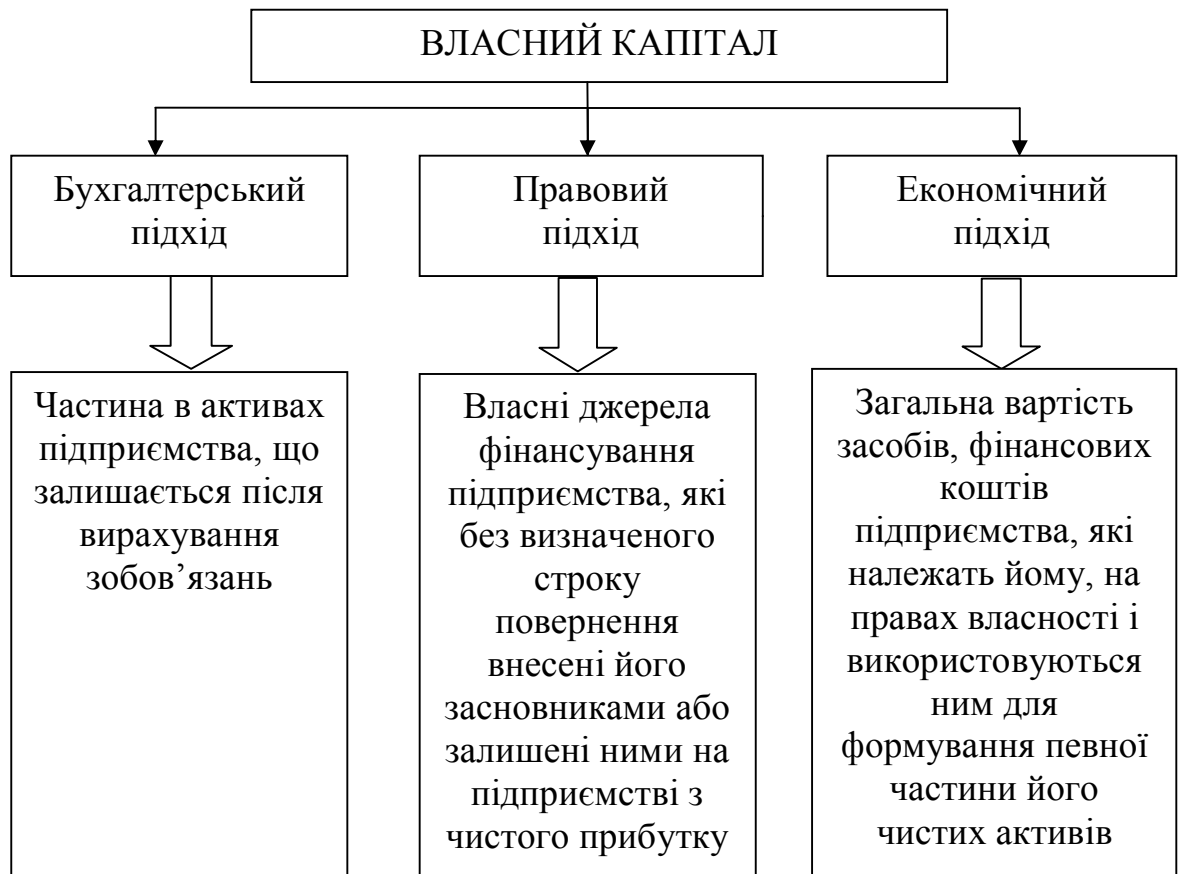 ВЛАСНИЙ КАПІТАЛ
Бухгалтерський
підхід
Правовий
підхід
Економічний
підхід
Частина в активах
підприємства, що
залишається після
вирахування
зобов’язань
Власні джерела
фінансування
підприємства, які
без визначеного
строку
повернення
внесені його
засновниками або
залишені ними на
підприємстві з
чистого прибутку
Загальна вартість
засобів, фінансових
коштів
підприємства, які
належать йому, на
правах власності і
використовуються
ним для
формування певної
частини його
чистих активів